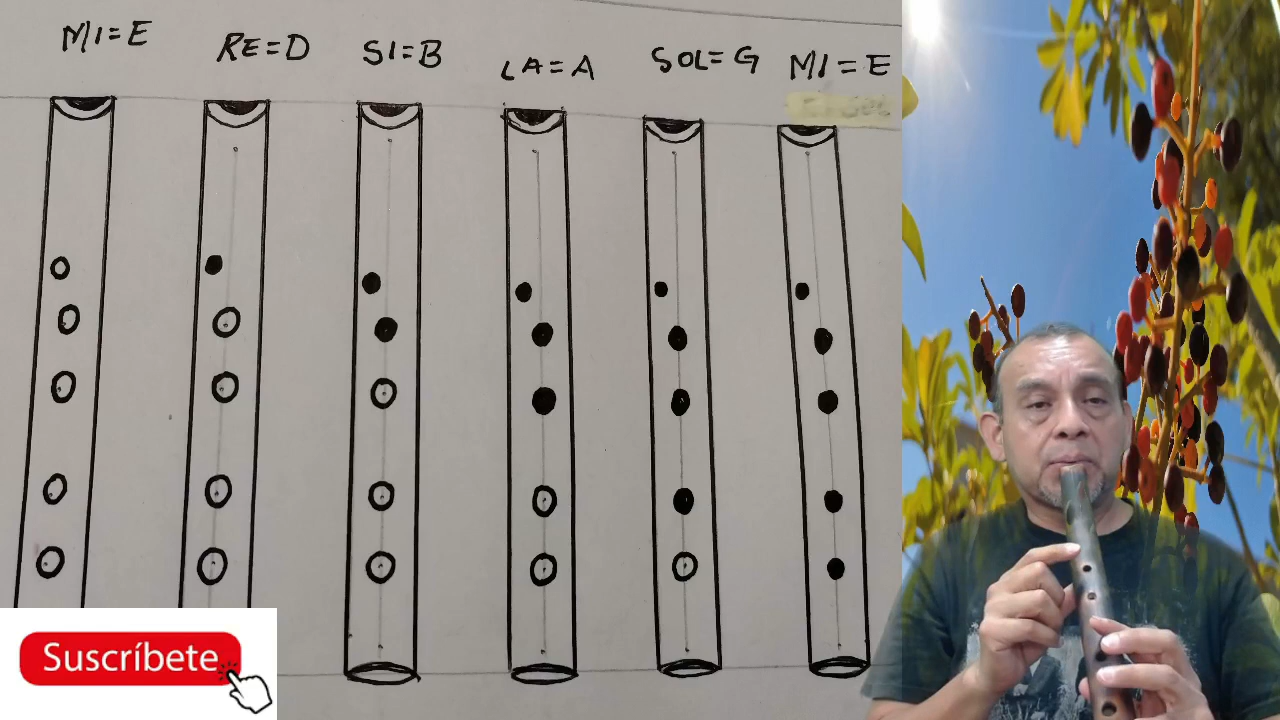 MI=E
RE=D
SI=B
LA=A
SOL=G
MI=E
Suscríbete